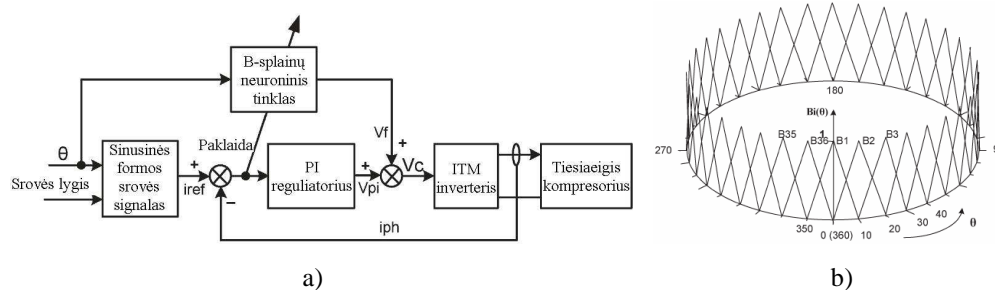 B-splainų
neuroninis
tinklas
θ
Srovės lygis
Sinusinės
formos
srovės
signalas
+
iref
Paklaida
−
PI
reguliatorius
+
Vpi
Vf
+
Vc
ITM
inverteris
Tiesiaeigis
kompresorius
iph
a)
180
Bi(θ)
1
B35
B36
B1
B2
B3
270
9
350
0 (360)
10
20
30
40
θ
b)